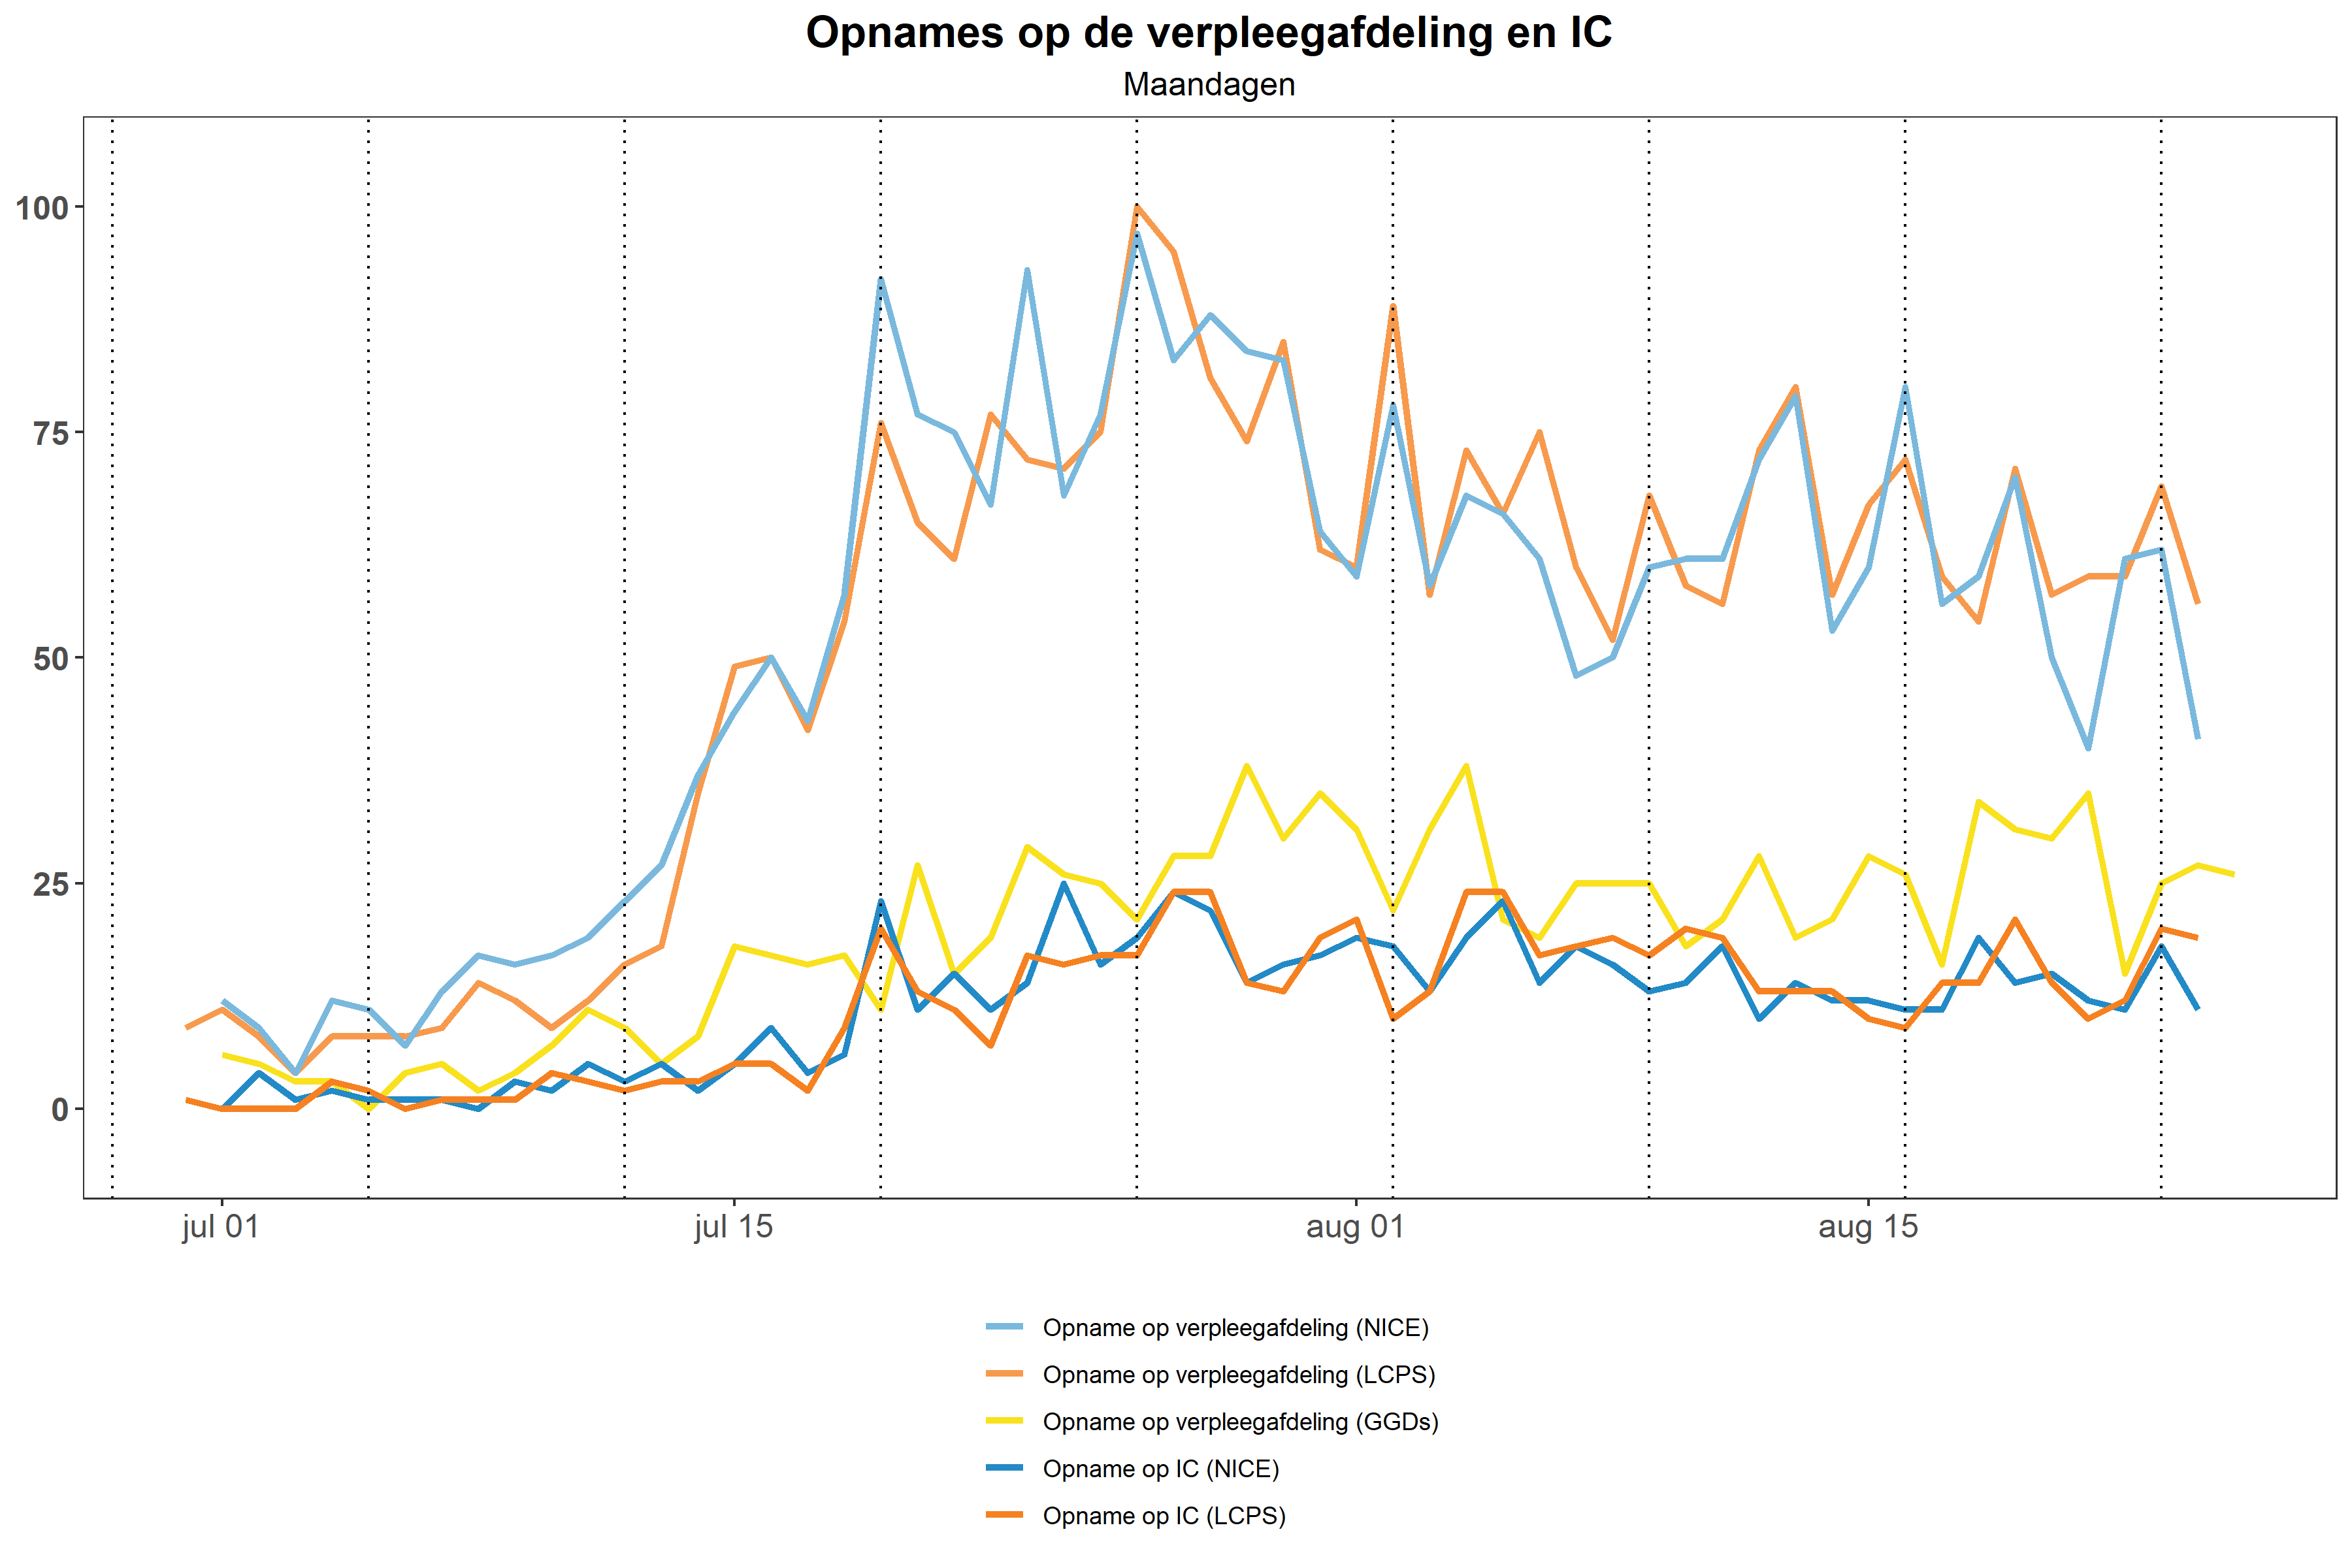 Opnames op de verpleegafdeling en IC
Maandagen
100
75
50
25
0
jul 01
jul 15
aug 01
aug 15
Opname op verpleegafdeling (NICE)
Opname op verpleegafdeling (LCPS)
Opname op verpleegafdeling (GGDs)
Opname op IC (NICE)
Opname op IC (LCPS)